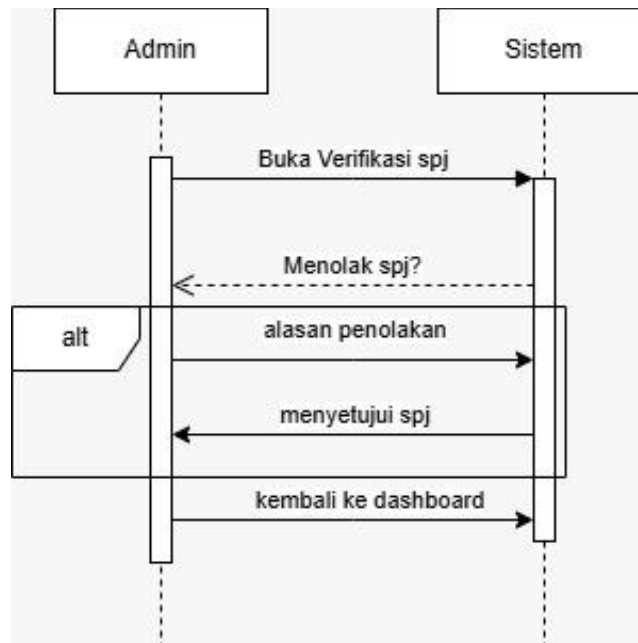 Admin
Sistem
Buka Verifikasi spj
Menolak spj?
alt
alasan penolakan
menyetujui spj
kembali ke dashboard